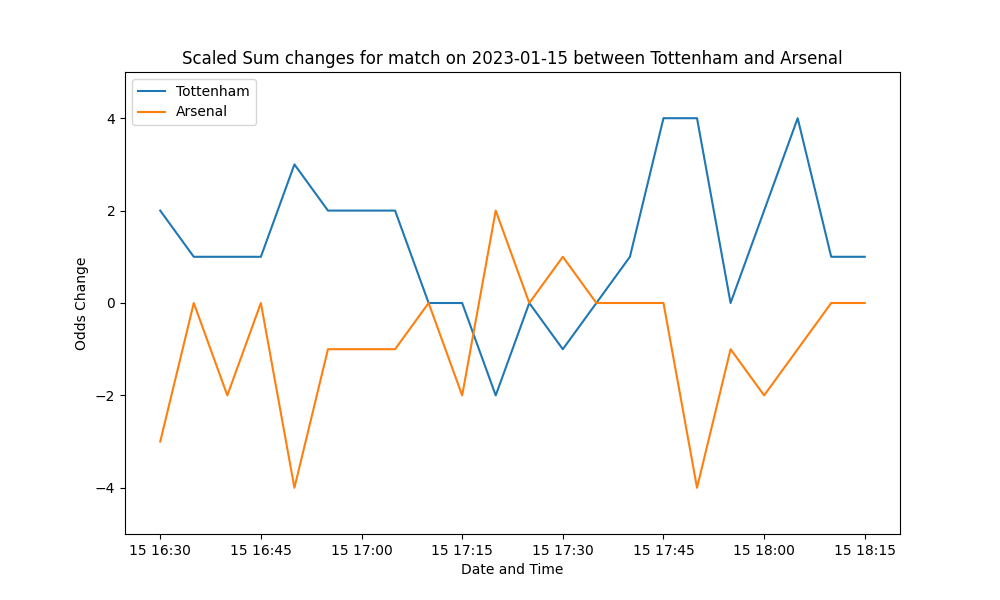 Scaled Sum changes for match on 2023-01-15 between Tottenham and Arsenal
Tottenham
Arsenal
4
2
0
−2
−4
Odds Change
15 16:30 15 16:45 15 17:00 15 17:15 15 17:30 15 17:45 15 18:00 15 18:15
Date and Time